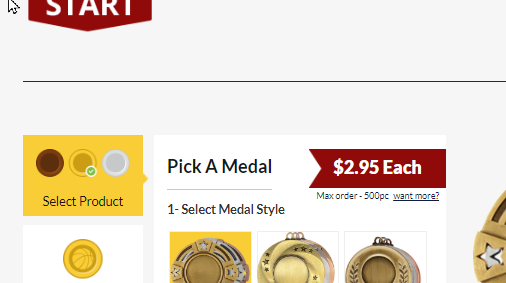 START
Select Product
Pick A Medal
$2.95 Each
Max order - 500pc want more?
1- Select Medal Style